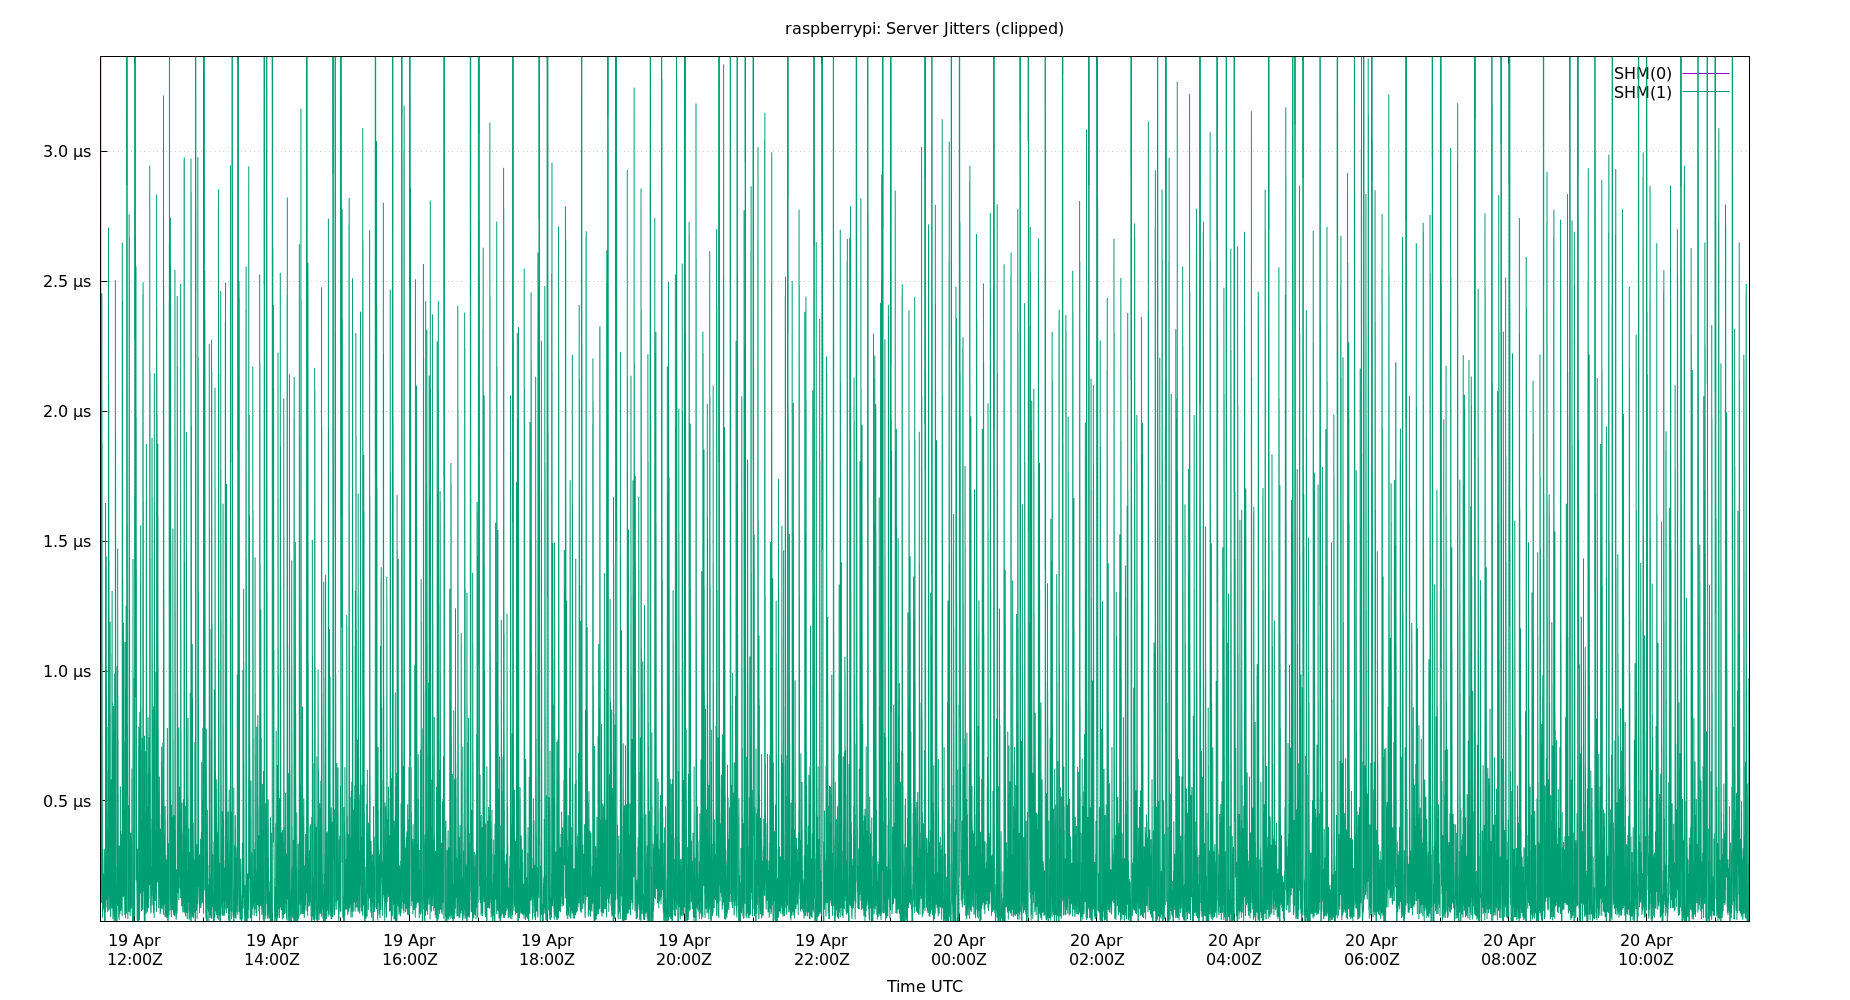 raspberrypi: Server Jitters (clipped)
SHM(0)
SHM(1)
3.0 µs
2.5 µs
2.0 µs
1.5 µs
1.0 µs
0.5 µs
19 Apr 19 Apr 19 Apr 19 Apr 19 Apr 19 Apr 20 Apr 20 Apr 20 Apr 20 Apr 20 Apr 20 Apr
12:00Z 14:00Z 16:00Z 18:00Z 20:00Z 22:00Z 00:00Z 02:00Z 04:00Z 06:00Z 08:00Z 10:00Z
Time UTC